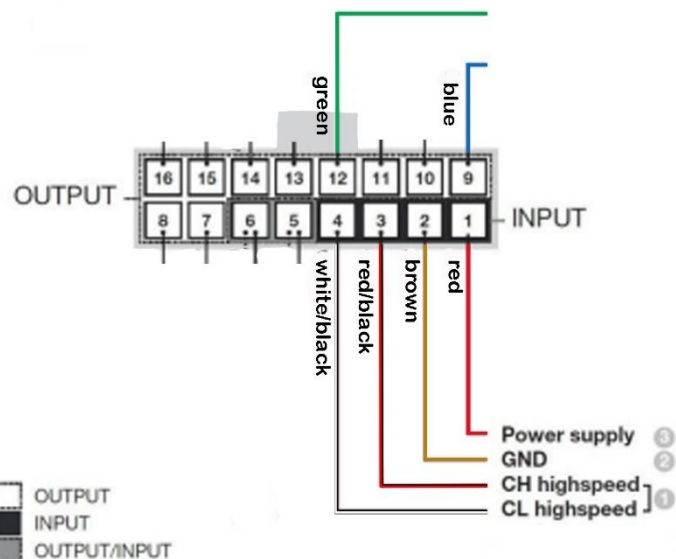 green
blue
16 15 14 13 12 11 10 9
OUTPUT
8 7 6 5 4 3 2 1
INPUT
white/black
red/black
brown
red
Power supply 3
GND 2
CH highspeed
1
CL highspeed
OUTPUT
INPUT
OUTPUT/INPUT